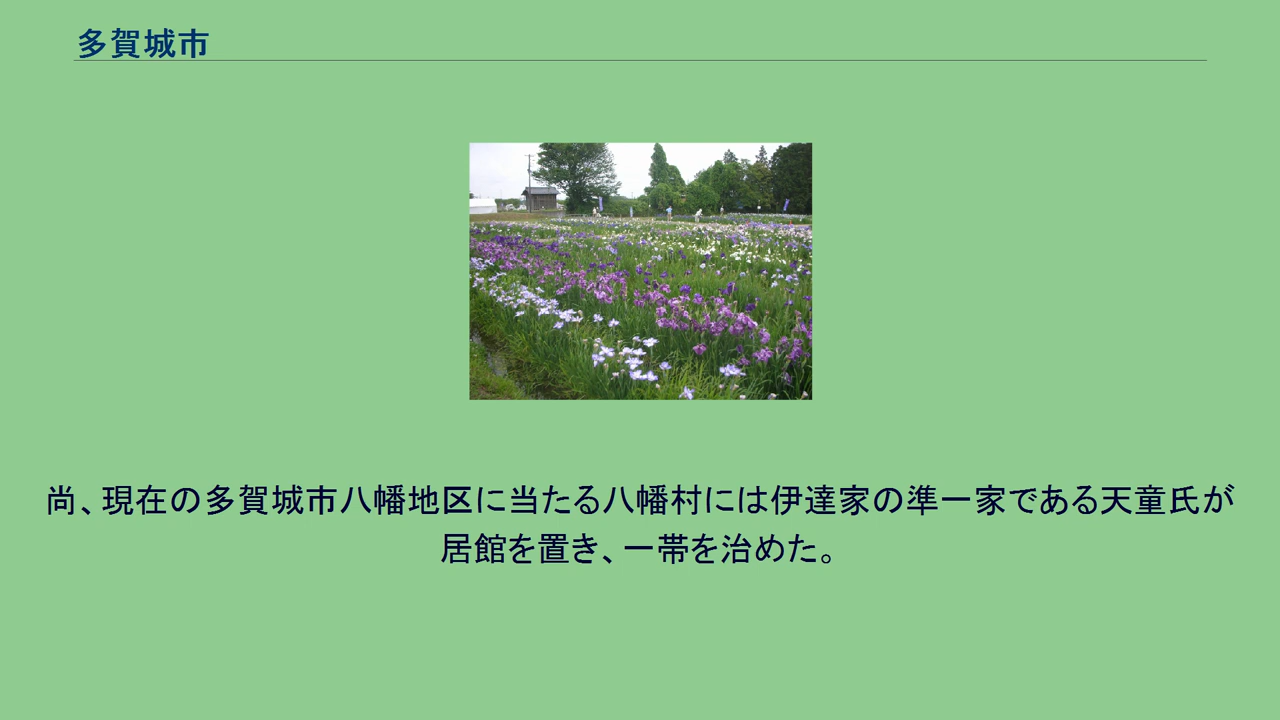 多賀城市
尚、現在の多賀城市八幡地区に当たる八幡村には伊達家の準一家である天童氏が
居館を置き、一帯を治めた。